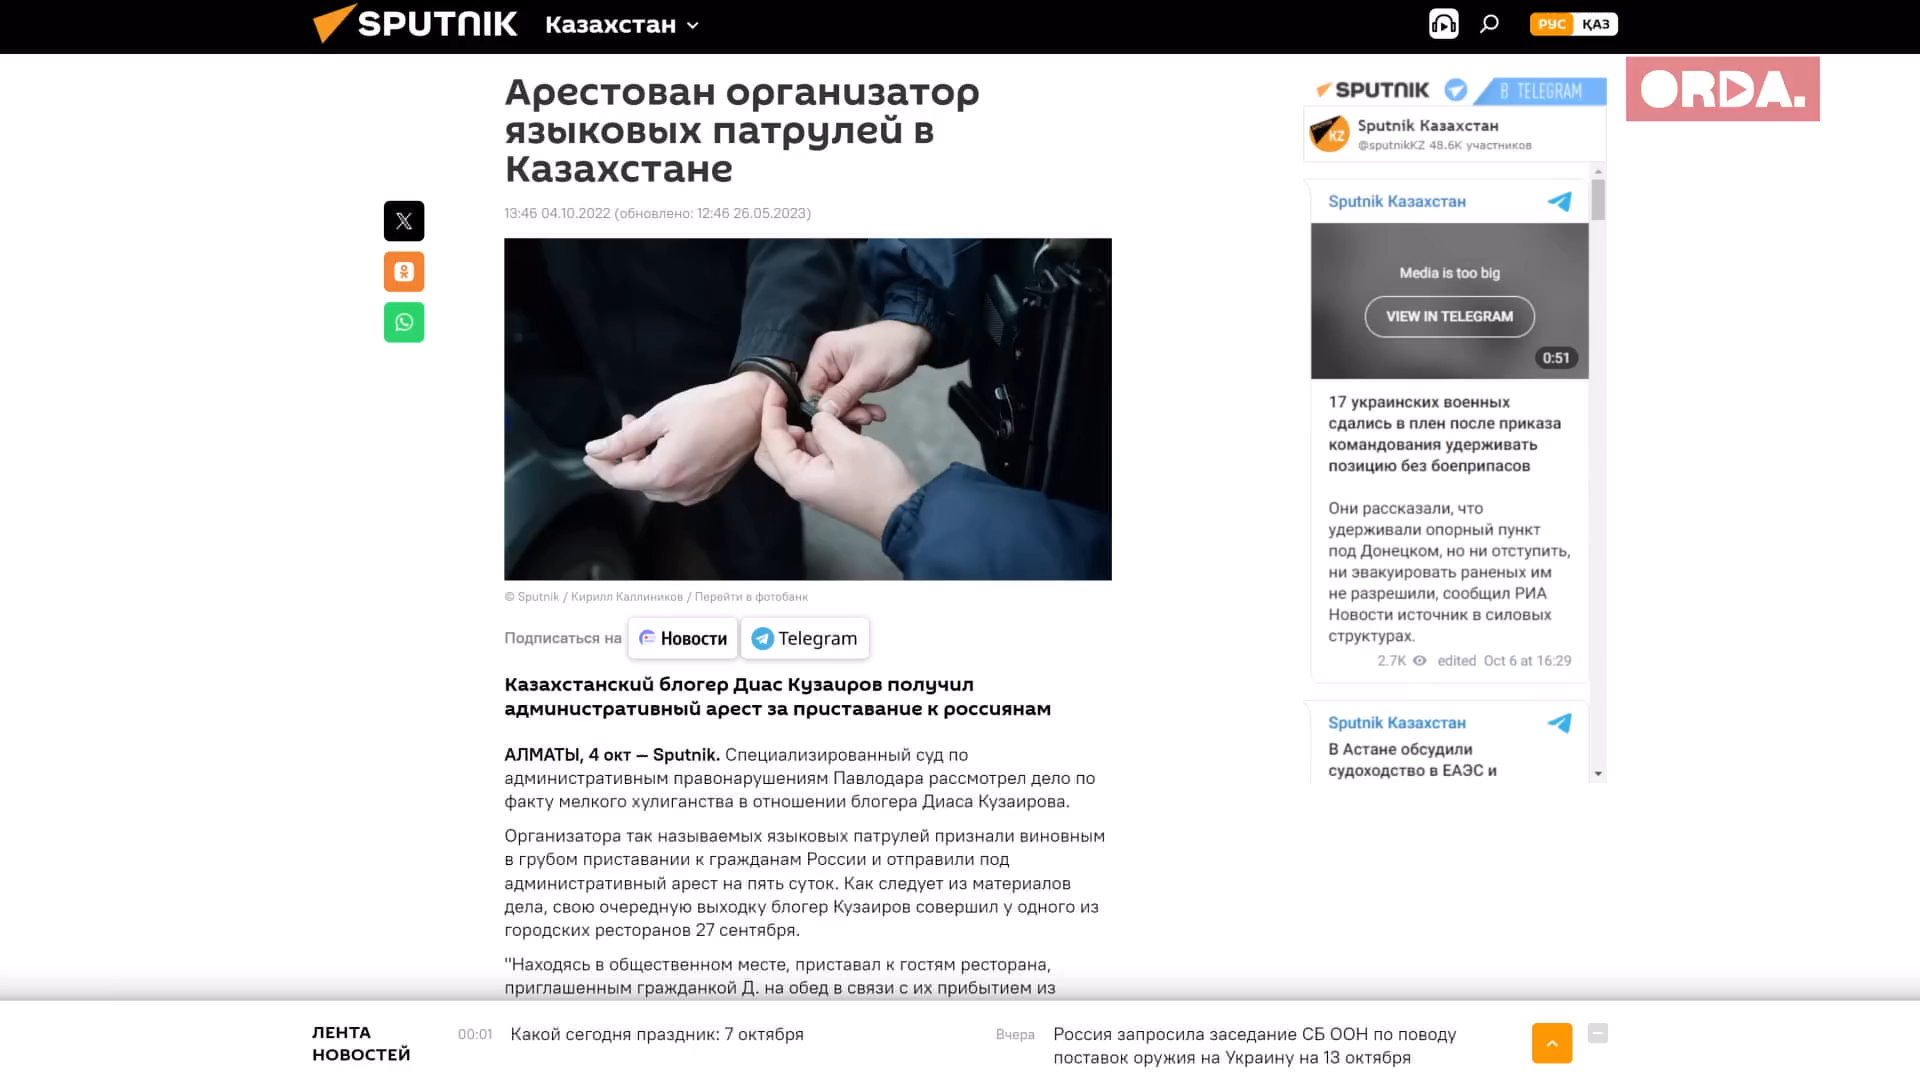 SPUTNIK
Казахстан
РУС ҚАЗ
ORDA.
Арестован организатор
языковых патрулей в
Казахстане
13:46 04.10.2022 (обновлено: 12:46 26.05.2023)
© Sputnik / Кирилл Каллиников / Перейти в фотобанк
Подписаться на Новости Telegram
Казахстанский блогер Диас Кузаиров получил
административный арест за приставание к россиянам
АЛМАТЫ, 4 окт — Sputnik. Специализированный суд по
административным правонарушениям Павлодара рассмотрел дело по
факту мелкого хулиганства в отношении блогера Диаса Кузаирова.
Организатора так называемых языковых патрулей признали виновным
в грубом приставании к гражданам России и отправили под
административный арест на пять суток. Как следует из материалов
дела, свою очередную выходку блогер Кузаиров совершил у одного из
городских ресторанов 27 сентября.
"Находясь в общественном месте, приставал к гостям ресторана,
приглашенным гражданкой Д. на обед в связи с их прибытием из
SPUTNIK В TELEGRAM
KZ
Sputnik Казахстан
@sputnikKZ 48.6K участников
Sputnik Казахстан
Media is too big
VIEW IN TELEGRAM
0:51
17 украинских военных
сдались в плен после приказа
командования удерживать
позицию без боеприпасов
Они рассказали, что
удерживали опорный пункт
под Донецком, но ни отступить,
ни эвакуировать раненых им
не разрешили, сообщил РИА
Новости источник в силовых
структурах.
2.7K edited Oct 6 at 16:29
Sputnik Казахстан
В Астане обсудили
судоходство в ЕАЭС и
ЛЕНТА
НОВОСТЕЙ
00:01 Какой сегодня праздник: 7 октября
Вчера Россия запросила заседание СБ ООН по поводу
поставок оружия на Украину на 13 октября